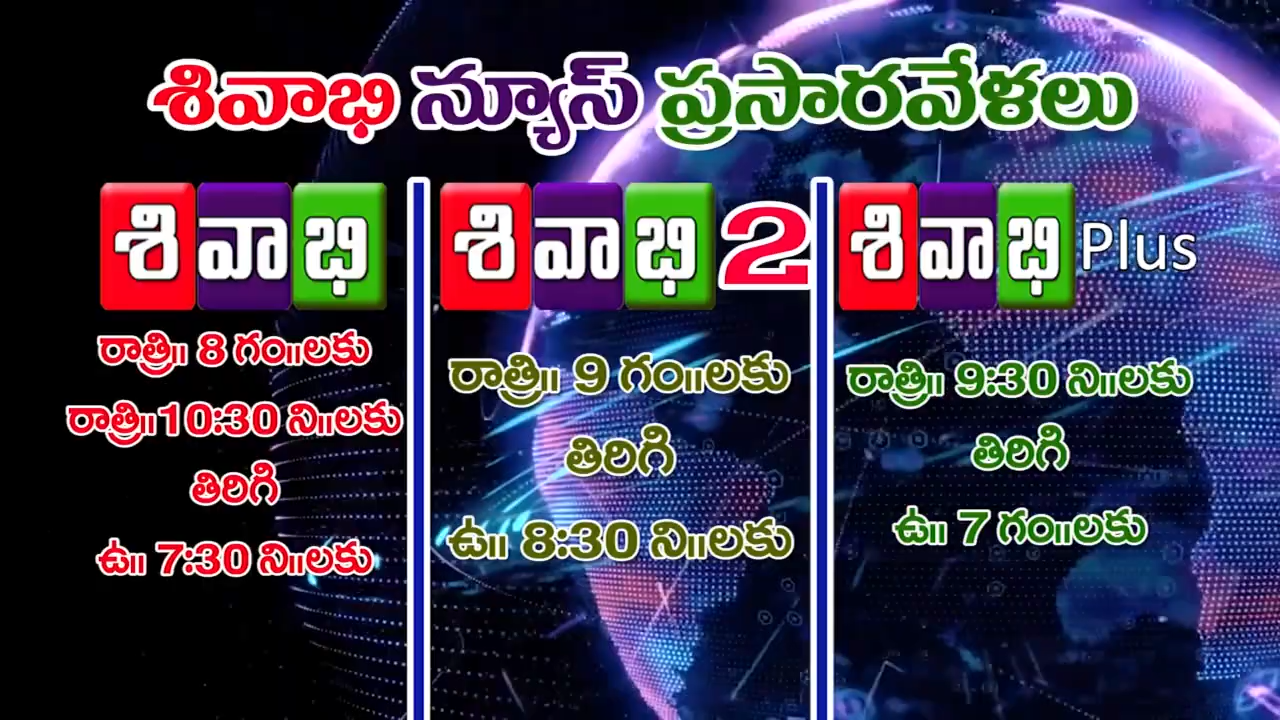 శివాభి న్యూస్ ప్రసారవేళలు
శివాభి
రాత్రి॥ 8 గం॥లకు
రాత్రి॥10:30 ని॥లకు
తిరిగి
ఉ॥ 7:30 ని॥లకు
శివాభి 2
రాత్రి॥ 9 గం॥లకు
తిరిగి
ఉ॥ 8:30 ని॥లకు
శివాభి Plus
రాత్రి॥ 9:30 ని॥లకు
తిరిగి
ఉ॥ 7 గం॥లకు